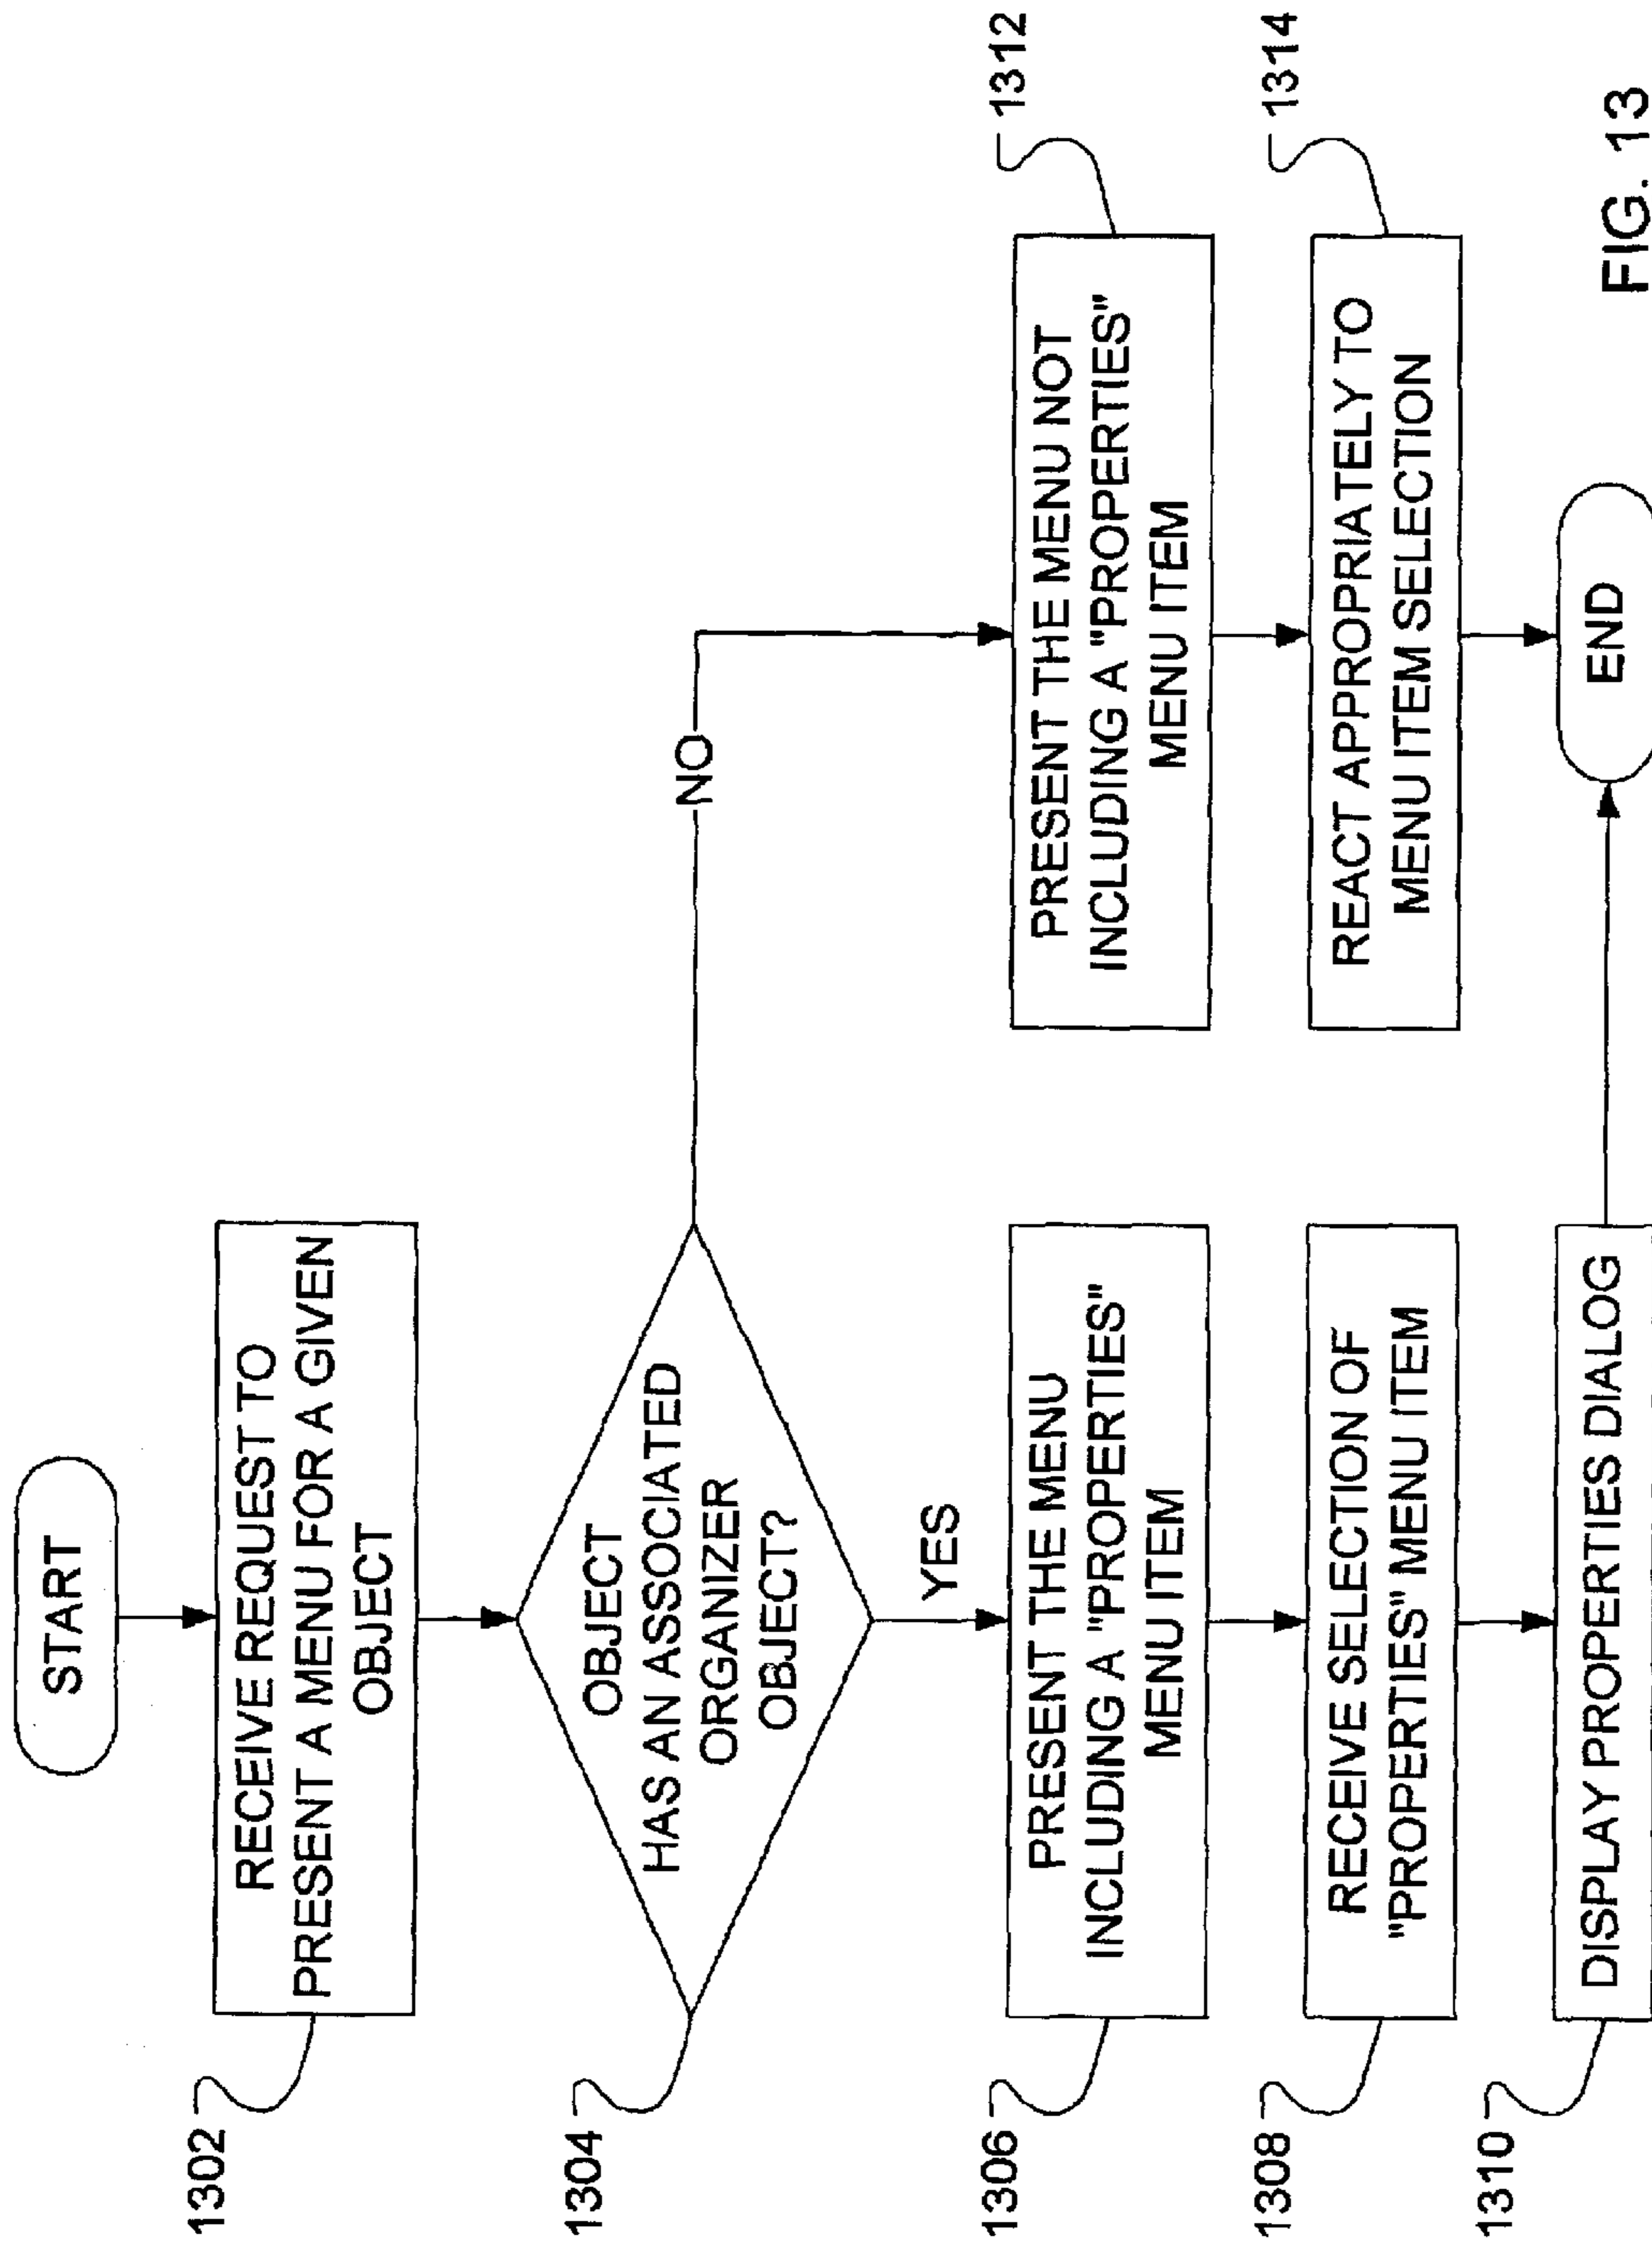 START
1302
RECEIVE REQUEST TO
PRESENT A MENU FOR A GIVEN
OBJECT
1304
OBJECT
HAS AN ASSOCIATED
ORGANIZER
OBJECT?
NO
YES
1306
PRESENT THE MENU
INCLUDING A "PROPERTIES"
MENU ITEM
1312
PRESENT THE MENU NOT
INCLUDING A "PROPERTIES"
MENU ITEM
1308
RECEIVE SELECTION OF
"PROPERTIES" MENU ITEM
1314
REACT APPROPRIATELY TO
MENU ITEM SELECTION
1310
DISPLAY PROPERTIES DIALOG
END
FIG. 13